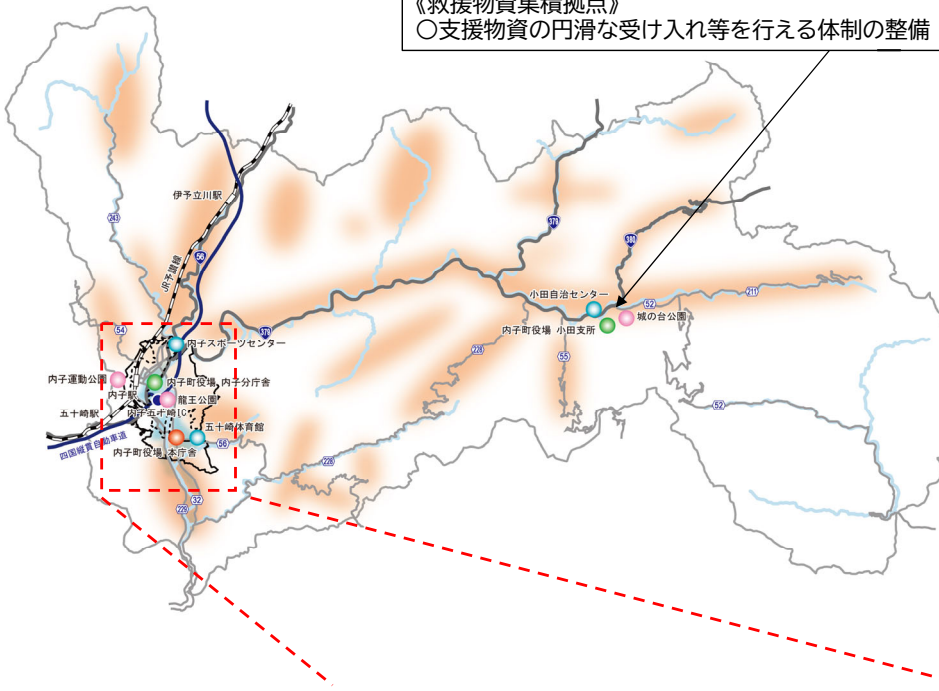 《救援物資集積拠点》
○支援物資の円滑な受け入れ等を行える体制の整備
伊予立川駅
243
379
380
56
JR予讃線
小田自治センター
52
211
城の台公園
内子町役場 小田支所
54
379
内子スポーツセンター
228
55
内子運動公園
内子町役場 内子分庁舎
内子駅
龍王公園
52
五十崎駅
内子五十崎IC
五十崎体育館
56
四国縦貫自動車道
内子町役場 本庁舎
228
32
229